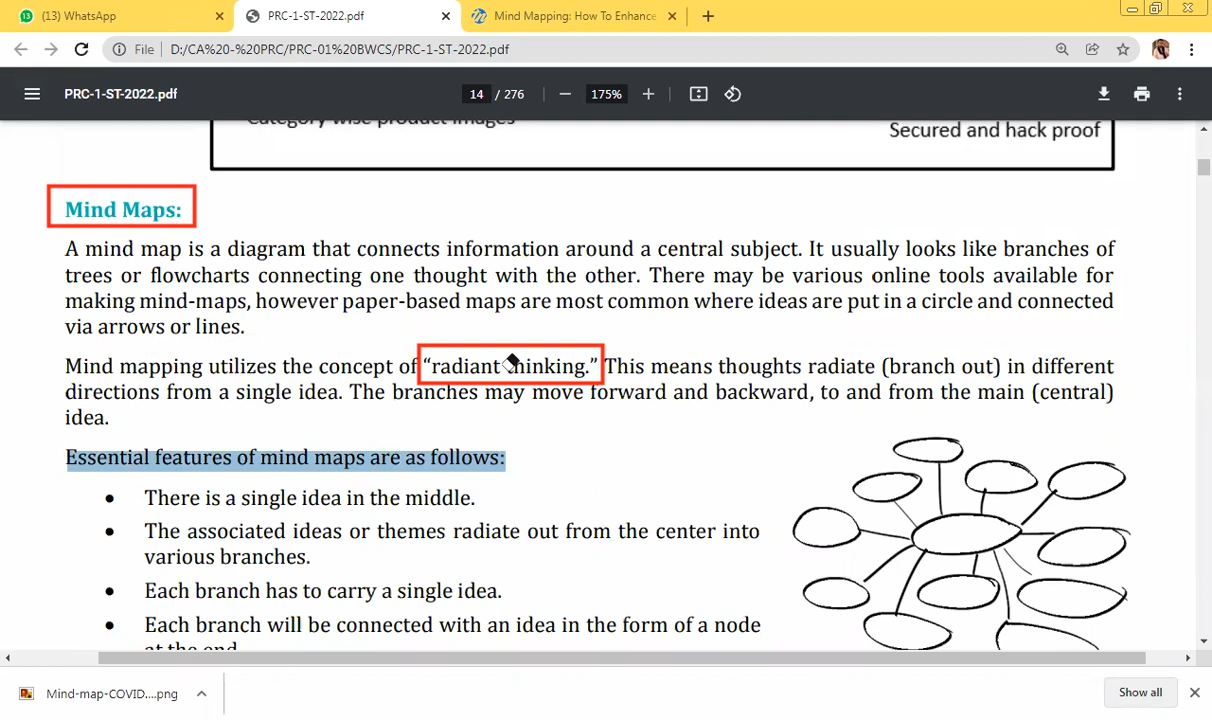 (13) WhatsApp
PRC-1-ST-2022.pdf
Mind Mapping: How To Enhance
File D:/CA%20-%20PRC/PRC-01%20BWCS/PRC-1-ST-2022.pdf
PRC-1-ST-2022.pdf
14 / 276
175%
Category wise product images
Secured and hack proof
Mind Maps:
A mind map is a diagram that connects information around a central subject. It usually looks like branches of
trees or flowcharts connecting one thought with the other. There may be various online tools available for
making mind-maps, however paper-based maps are most common where ideas are put in a circle and connected
via arrows or lines.
Mind mapping utilizes the concept of “radiant thinking.” This means thoughts radiate (branch out) in different
directions from a single idea. The branches may move forward and backward, to and from the main (central)
idea.
Essential features of mind maps are as follows:
• There is a single idea in the middle.
• The associated ideas or themes radiate out from the center into
various branches.
• Each branch has to carry a single idea.
• Each branch will be connected with an idea in the form of a node
at the end.
Mind-map-COVID....png
Show all